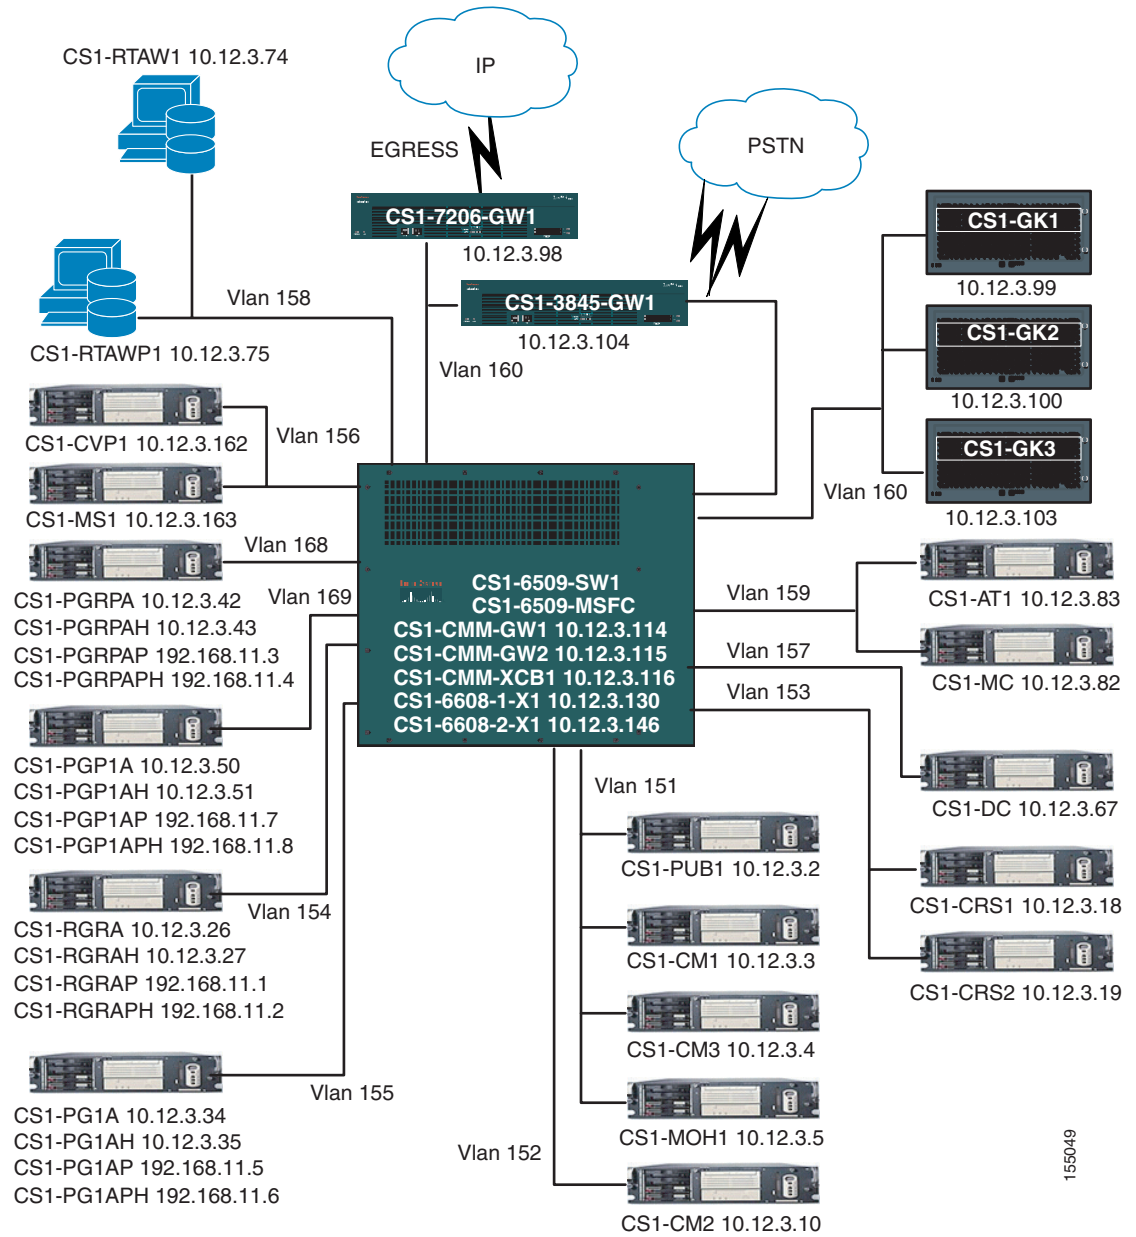 CS1-RTAW1 10.12.3.74
IP
EGRESS
PSTN
CS1-7206-GW1
10.12.3.98
CS1-GK1
10.12.3.99
Vlan 158
CS1-3845-GW1
10.12.3.104
CS1-GK2
10.12.3.100
CS1-RTAWP1 10.12.3.75
Vlan 160
CS1-CVP1 10.12.3.162
Vlan 156
CS1-GK3
10.12.3.103
Vlan 160
CS1-MS1 10.12.3.163
Vlan 168
CS1-PGRPA 10.12.3.42
CS1-PGRPAH 10.12.3.43
CS1-PGRPAP 192.168.11.3
CS1-PGRPAPH 192.168.11.4
Vlan 169
CS1-6509-SW1
CS1-6509-MSFC
CS1-CMM-GW1 10.12.3.114
CS1-CMM-GW2 10.12.3.115
CS1-CMM-XCB1 10.12.3.116
CS1-6608-1-X1 10.12.3.130
CS1-6608-2-X1 10.12.3.146
Vlan 159
CS1-AT1 10.12.3.83
Vlan 157
CS1-MC 10.12.3.82
Vlan 153
CS1-PGP1A 10.12.3.50
CS1-PGP1AH 10.12.3.51
CS1-PGP1AP 192.168.11.7
CS1-PGP1APH 192.168.11.8
Vlan 151
CS1-DC 10.12.3.67
CS1-PUB1 10.12.3.2
Vlan 154
CS1-CRS1 10.12.3.18
CS1-RGRA 10.12.3.26
CS1-RGRAH 10.12.3.27
CS1-RGRAP 192.168.11.1
CS1-RGRAPH 192.168.11.2
CS1-CM1 10.12.3.3
CS1-CRS2 10.12.3.19
CS1-CM3 10.12.3.4
Vlan 155
CS1-PG1A 10.12.3.34
CS1-PG1AH 10.12.3.35
CS1-PG1AP 192.168.11.5
CS1-PG1APH 192.168.11.6
CS1-MOH1 10.12.3.5
Vlan 152
CS1-CM2 10.12.3.10
155049